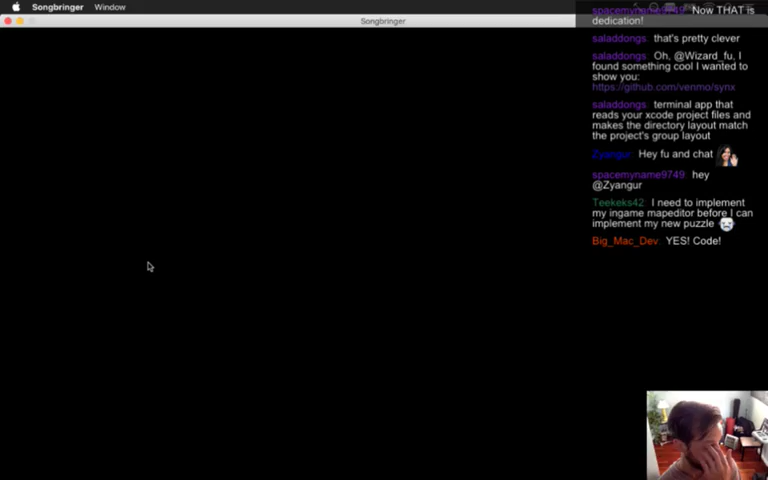 Songbringer Window
Songbringer
spacemyname9749 Now THAT is
dedication!
saladdongs that's pretty clever
saladdongs Oh, @Wizard_fu, I
found something cool I wanted to
show you:
https://github.com/venmo/synx
saladdongs terminal app that
reads your xcode project files and
makes the directory layout match
the project's group layout
Zyangur: Hey fu and chat
spacemyname9749 hey
@Zyangur
Teekeks42 I need to implement
my ingame mapeditor before I can
implement my new puzzle
Big_Mac_Dev: YES! Code!